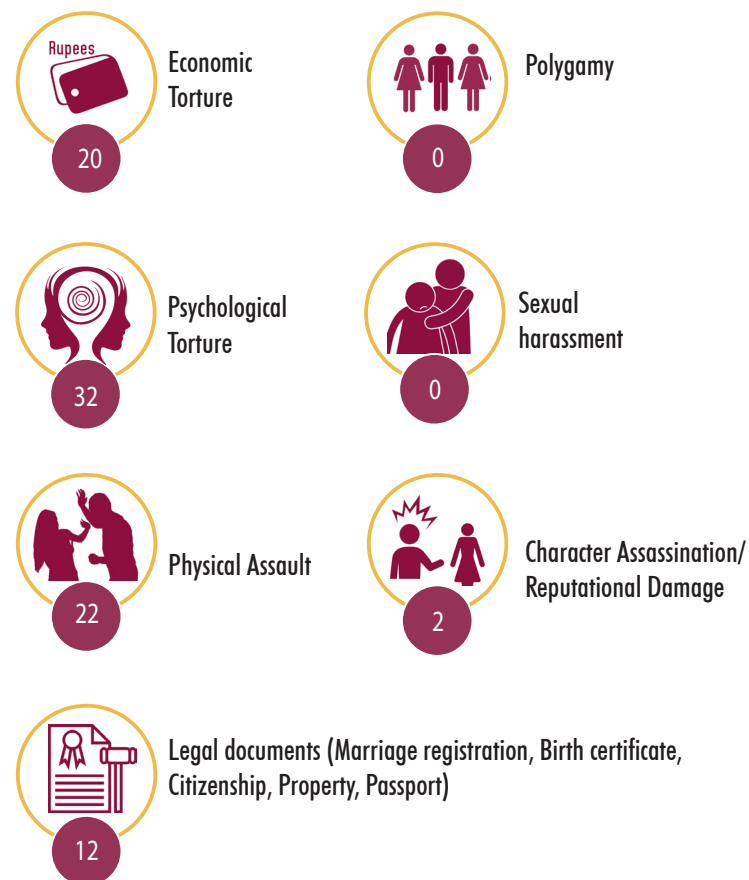 Rupees
Economic
Torture
20
Polygamy
0
Psychological
Torture
32
Sexual
harassment
0
Physical Assault
22
Character Assassination/
Reputational Damage
2
Legal documents (Marriage registration, Birth certificate,
Citizenship, Property, Passport)
12